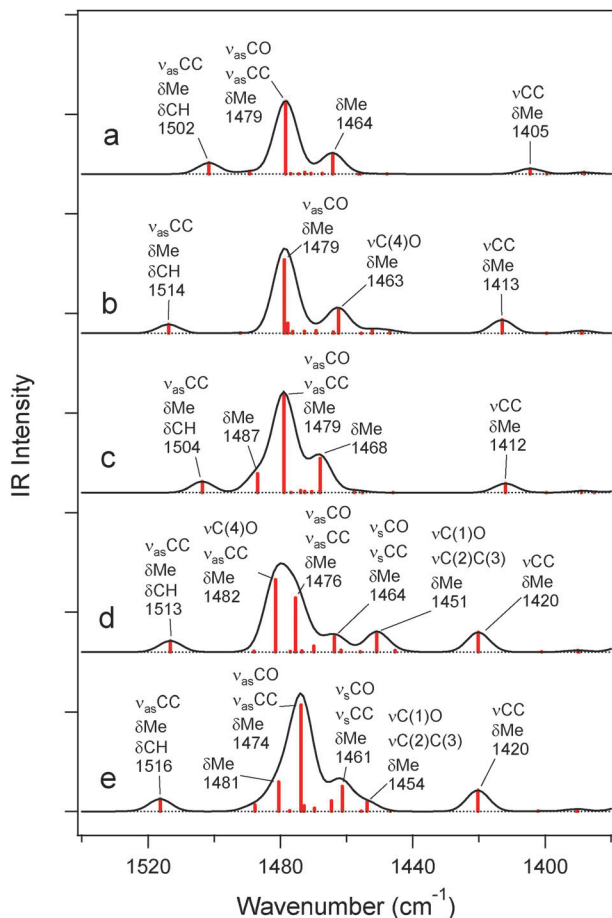 a
νasCC
δMe
δCH
1502
νasCO
νasCC
δMe
1479
δMe
1464
νCC
δMe
1405
b
νasCC
δMe
δCH
1514
νasCO
δMe
1479
νC(4)O
δMe
1463
νCC
δMe
1413
c
νasCC
δMe
δCH
1504
δMe
1487
νasCO
νasCC
δMe
1479
δMe
1468
νCC
δMe
1412
d
νasCC
δMe
δCH
1513
νC(4)O
νasCC
δMe
1482
νasCO
νasCC
δMe
1476
νsCO
νsCC
δMe
1464
νC(1)O
νC(2)C(3)
δMe
1451
νCC
δMe
1420
e
νasCC
δMe
δCH
1516
δMe
1481
νasCO
νasCC
δMe
1474
νsCO
νsCC
δMe
1461
νC(1)O
νC(2)C(3)
δMe
1454
νCC
δMe
1420
IR Intensity
1520 1480 1440 1400
Wavenumber (cm-1)